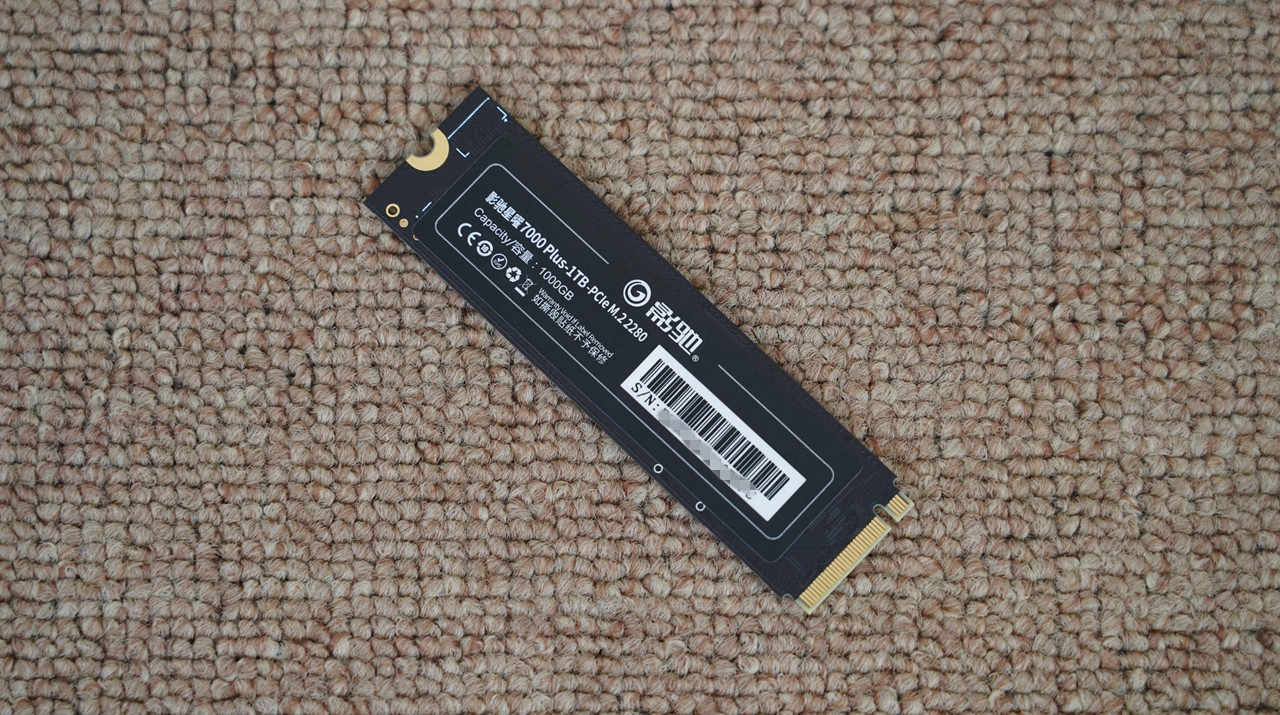 影驰®
影驰星曜7000 Plus-1TB-PCIe M.2 2280
Capacity/容量：1000GB
Warranty Void If Label Removed
如撕毁贴纸不予保修
S/N: